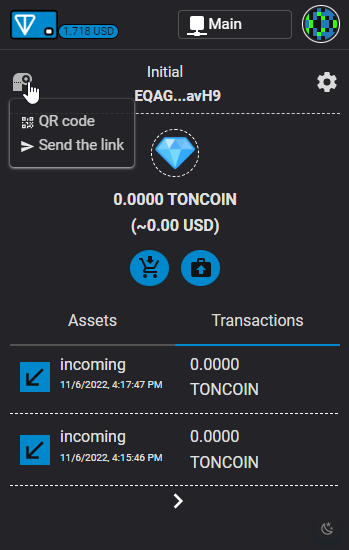 1.718 USD
Main
Initial
EQAG...avH9
QR code
Send the link
0.0000 TONCOIN
(~0.00 USD)
Assets Transactions
incoming 0.0000
11/6/2022, 4:17:47 PM TONCOIN
incoming 0.0000
11/6/2022, 4:15:46 PM TONCOIN